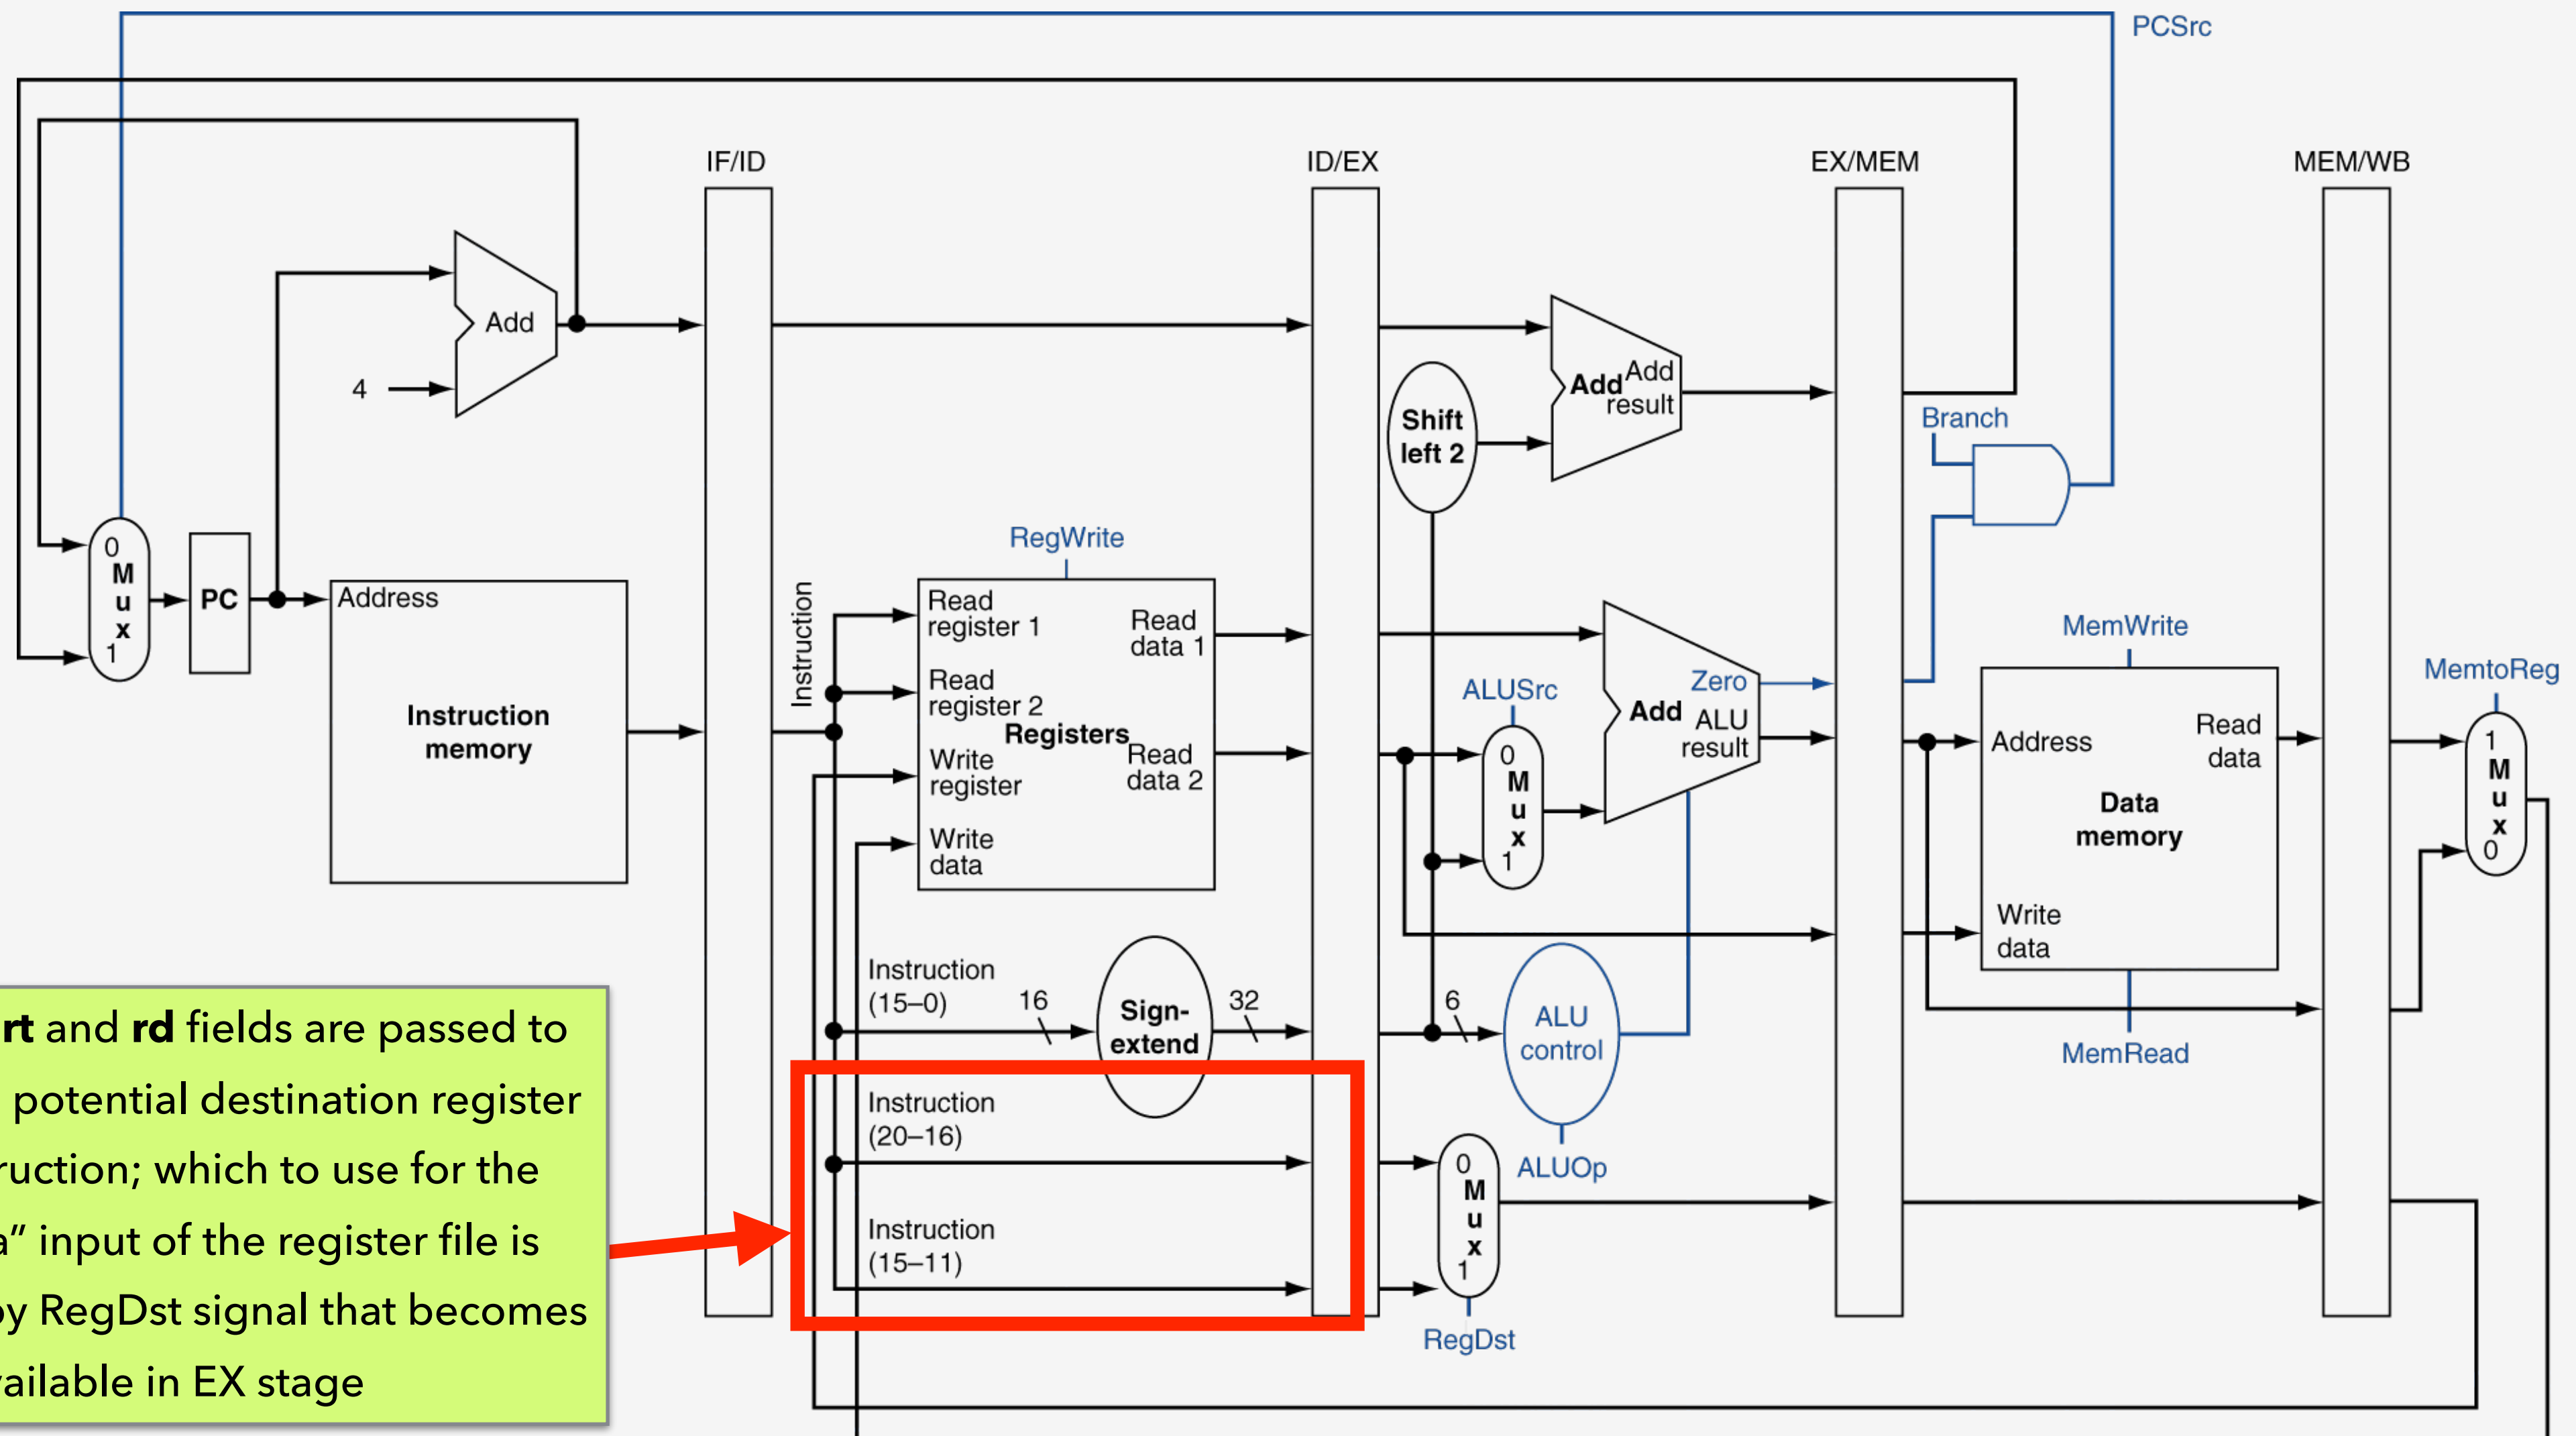 PCSrc
IF/ID
ID/EX
EX/MEM
MEM/WB
Add
4
Add
Add
result
Shift
left 2
Branch
0
M
u
x
1
PC
Address
Instruction
memory
Instruction
RegWrite
Read
register 1
Read
register 2
Write
register
Write
data
Registers
Read
data 1
Read
data 2
ALUSrc
0
M
u
x
1
Add
Zero
ALU
result
MemWrite
Address
Read
data
Data
memory
Write
data
MemRead
MemtoReg
1
M
u
x
0
Instruction
(15–0)
16
Sign-
extend
32
6
ALU
control
ALUOp
Instruction
(20–16)
Instruction
(15–11)
0
M
u
x
1
RegDst
rt and rd fields are passed to
potential destination register
ruction; which to use for the
a” input of the register file is
by RegDst signal that becomes
vailable in EX stage